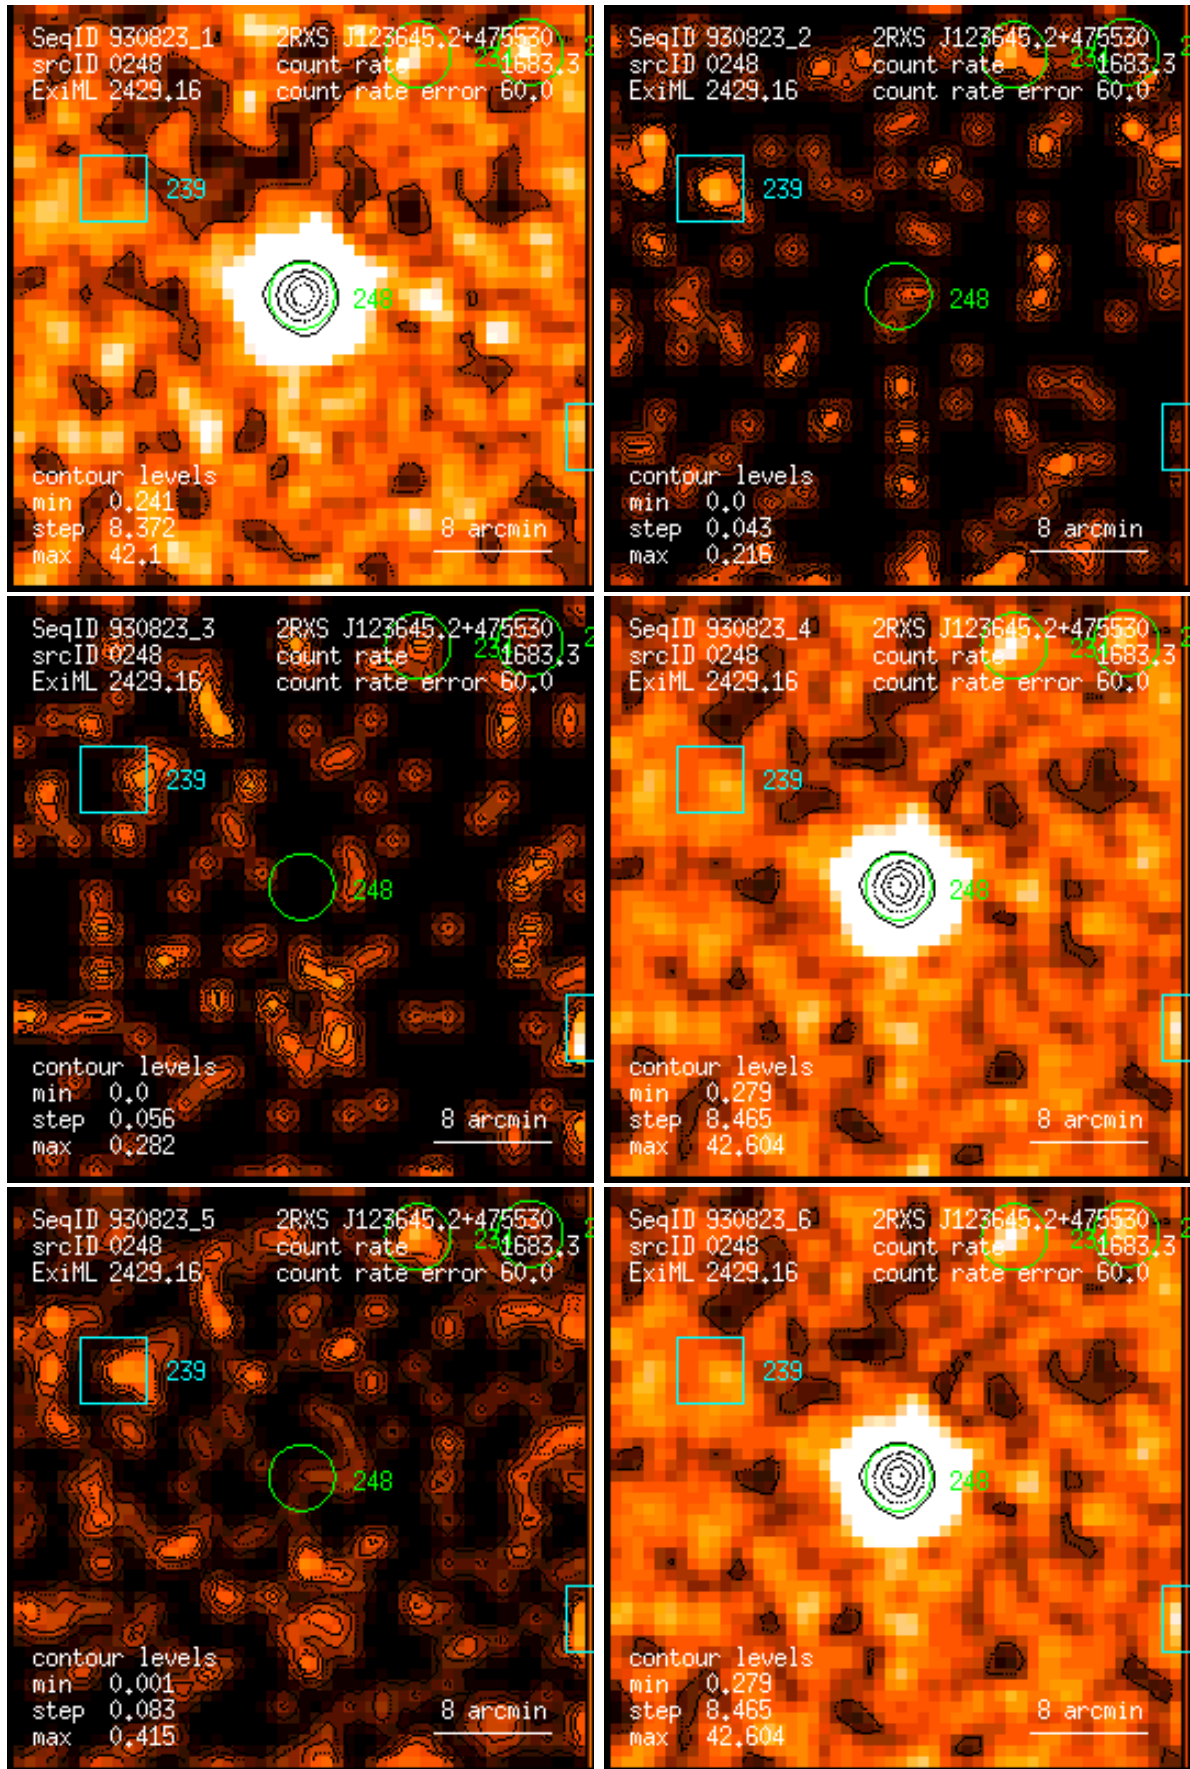 SeqID 930823_1 2RXS J123645.2+475530
srcID 0248 count rate 1683.3
ExiML 2429.16 count rate error 60.0
239
248
contour levels
min 0.241
step 8.372 8 arcmin
max 42.1
SeqID 930823_2 2RXS J123645.2+475530
srcID 0248 count rate 1683.3
ExiML 2429.16 count rate error 60.0
239
248
contour levels
min 0.0
step 0.043 8 arcmin
max 0.216
SeqID 930823_3 2RXS J123645.2+475530
srcID 0248 count rate 1683.3
ExiML 2429.16 count rate error 60.0
239
248
contour levels
min 0.0
step 0.056 8 arcmin
max 0.282
SeqID 930823_4 2RXS J123645.2+475530
srcID 0248 count rate 1683.3
ExiML 2429.16 count rate error 60.0
239
248
contour levels
min 0.279
step 8.465 8 arcmin
max 42.604
SeqID 930823_5 2RXS J123645.2+475530
srcID 0248 count rate 1683.3
ExiML 2429.16 count rate error 60.0
239
248
contour levels
min 0.001
step 0.083 8 arcmin
max 0.415
SeqID 930823_6 2RXS J123645.2+475530
srcID 0248 count rate 1683.3
ExiML 2429.16 count rate error 60.0
239
248
contour levels
min 0.279
step 8.465 8 arcmin
max 42.604